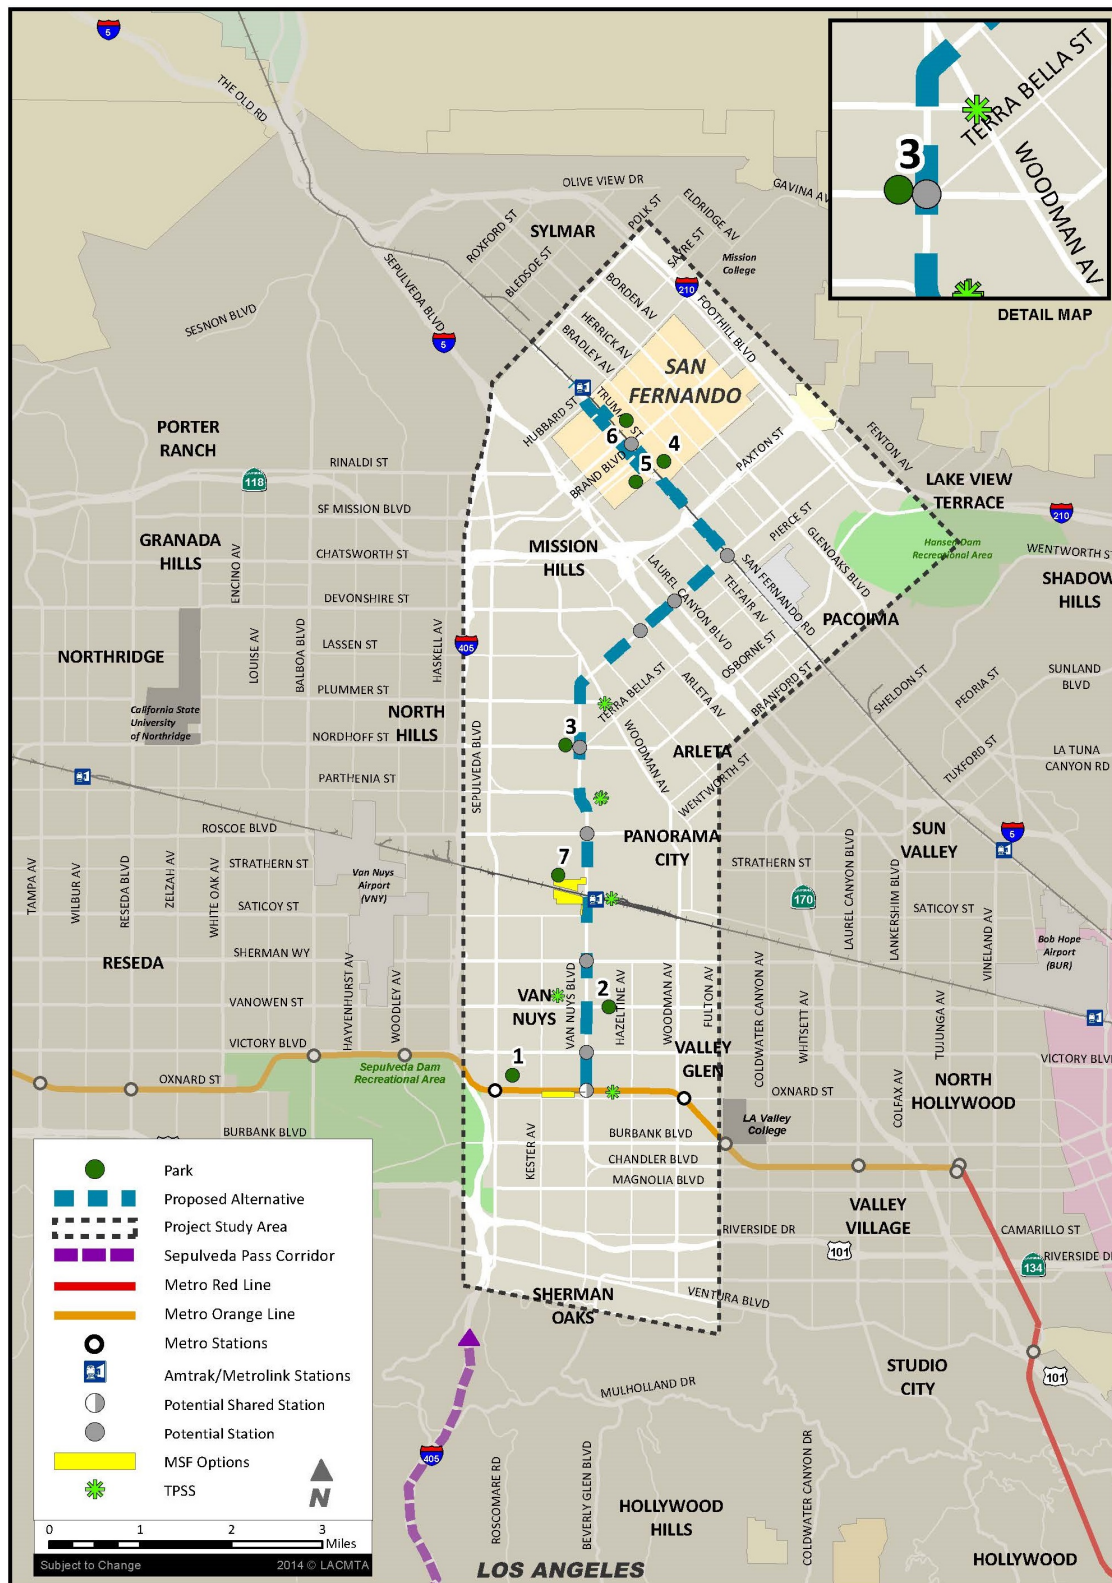 5
THE OLD RD
TERRA BELLA ST
3
WOODMAN AV
DETAIL MAP
OLIVE VIEW DR
GAVINA AV
POLK ST
ELDRIDGE AV
SAYRE ST
ROXFORD ST
SYLMAR
BLEDSOE ST
Mission
College
SEPULVEDA BLVD
210
BORDEN AV
FOOTHILL BLVD
SESNON BLVD
5
HERRICK AV
BRADLEY AV
SAN
FERNANDO
HUBBARD ST
6
4
5
BRAND BLVD
PAXTON ST
FENTON AV
PORTER
RANCH
RINALDI ST
118
LAKE VIEW
TERRACE
210
SF MISSION BLVD
GRANADA
HILLS
CHATSWORTH ST
MISSION
HILLS
PIERCE ST
GLENOAKS BLVD
Hansen Dam
Recreational Area
WENTWORTH ST
SHADOW
HILLS
ENCINO AV
DEVONSHIRE ST
LAUREL CANYON BLVD
TELFAIR AV
SAN FERNANDO RD
PACOIMA
LOUISE AV
BALBOA BLVD
LASSEN ST
HASKELL AV
405
OSBORNE ST
NORTHRIDGE
PLUMMER ST
TERRA BELLA ST
ARLETA AV
BRANFORD ST
SHELDON ST
PEORIA ST
SUNLAND
BLVD
California State
University
of Northridge
NORTH
HILLS
NORDHOFF ST
3
WOODMAN AV
ARLETA
TUXFORD ST
LA TUNA
CANYON RD
PARTHENIA ST
SEPULVEDA BLVD
WENTWORTH ST
ROSCOE BLVD
PANORAMA
CITY
SUN
VALLEY
5
TAMPA AV
WILBUR AV
RESEDA BLVD
ZELZAH AV
WHITE OAK AV
STRATHERN ST
Van Nuys
Airport
(VNY)
7
STRATHERN ST
170
LAUREL CANYON BLVD
LANKERSHIM BLVD
SATICOY ST
SATICOY ST
VINELAND AV
Bob Hope
Airport
(BUR)
RESEDA
SHERMAN WY
HAYVENHURST AV
WOODLEY AV
VAN
NUYS
VAN NUYS BLVD
2
HAZELTINE AV
WOODMAN AV
FULTON AV
COLDWATER CANYON AV
WHITSETT AV
TUJUNGA AV
VANOWEN ST
VICTORY BLVD
VALLEY
GLEN
VICTORY BLVD
1
Sepulveda Dam
Recreational Area
OXNARD ST
OXNARD ST
COLFAX AV
NORTH
HOLLYWOOD
LA Valley
College
BURBANK BLVD
KESTER AV
BURBANK BLVD
CHANDLER BLVD
MAGNOLIA BLVD
VALLEY
VILLAGE
RIVERSIDE DR
101
CAMARILLO ST
134
RIVERSIDE DR
SHERMAN
OAKS
VENTURA BLVD
STUDIO
CITY
101
MULHOLLAND DR
405
ROSCOMARE RD
BEVERLY GLEN BLVD
COLDWATER CANYON DR
HOLLYWOOD
HILLS
HOLLYWOOD
LOS ANGELES
Park
Proposed Alternative
Project Study Area
Sepulveda Pass Corridor
Metro Red Line
Metro Orange Line
Metro Stations
Amtrak/Metrolink Stations
Potential Shared Station
Potential Station
MSF Options
TPSS
N
0 1 2 3
Miles
Subject to Change
2014 © LACMTA